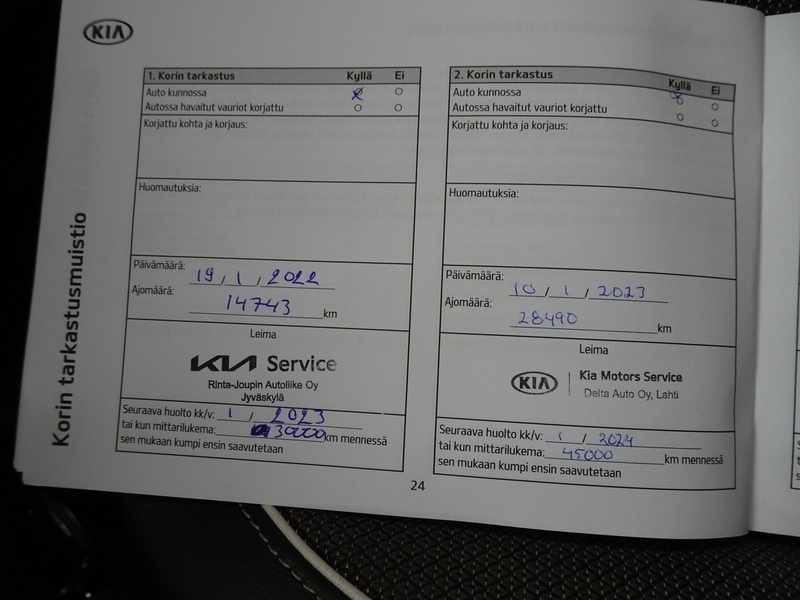 KIA
Korin tarkastusmuistio
1. Korin tarkastus Kyllä Ei
Auto kunnossa
Autossa havaitut vauriot korjattu
Korjattu kohta ja korjaus:
Huomautuksia:
Päivämäärä: 19 / 1 / 2022
Ajomäärä: 14743 km
Leima
KIA Service
Rinta-Joupin Autoliike Oy
Jyväskylä
Seuraava huolto kk/v: 1 / 2023
tai kun mittarilukema: 30000 km mennessä
sen mukaan kumpi ensin saavutetaan
2. Korin tarkastus Kyllä Ei
Auto kunnossa
Autossa havaitut vauriot korjattu
Korjattu kohta ja korjaus:
Huomautuksia:
Päivämäärä: 10 / 1 / 2023
Ajomäärä: 28490 km
Leima
KIA Kia Motors Service
Delta Auto Oy, Lahti
Seuraava huolto kk/v: 1 / 2024
tai kun mittarilukema: 45000 km mennessä
sen mukaan kumpi ensin saavutetaan
24